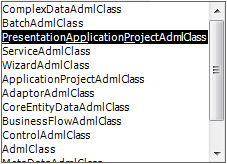 ComplexDataAdmlClass
BatchAdmlClass
PresentationApplicationProjectAdmlClass
ServiceAdmlClass
WizardAdmlClass
ApplicationProjectAdmlClass
AdaptorAdmlClass
CoreEntityDataAdmlClass
BusinessFlowAdmlClass
ControlAdmlClass
AdmlClass
MetaDataAdmlClass